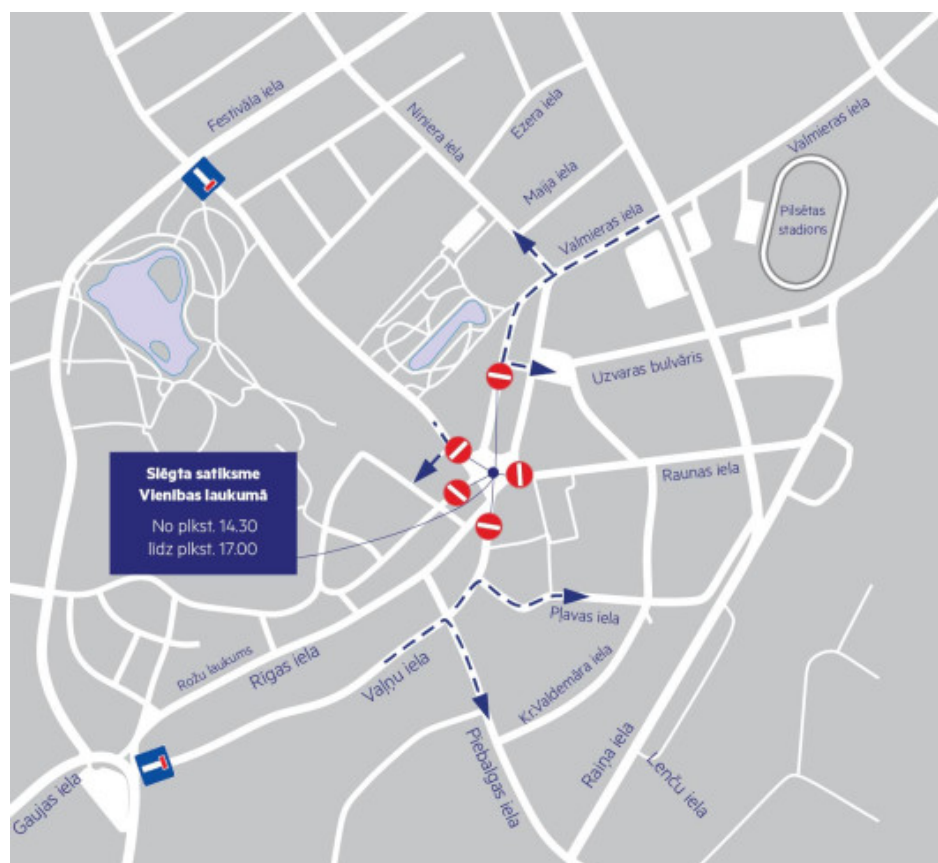 Festivāla iela
Niniera iela
Ezera iela
Maija iela
Valmieras iela
Valmieras iela
Pilsētas
stadions
Uzvaras bulvāris
Raunas iela
Slēgta satiksme
Vienības laukumā
No plkst. 14.30
līdz plkst. 17.00
Pļavas iela
Rožu laukums
Rīgas iela
Vaļņu iela
Kr.Valdemāra iela
Piebalgas iela
Raiņa iela
Lenču iela
Gaujas iela